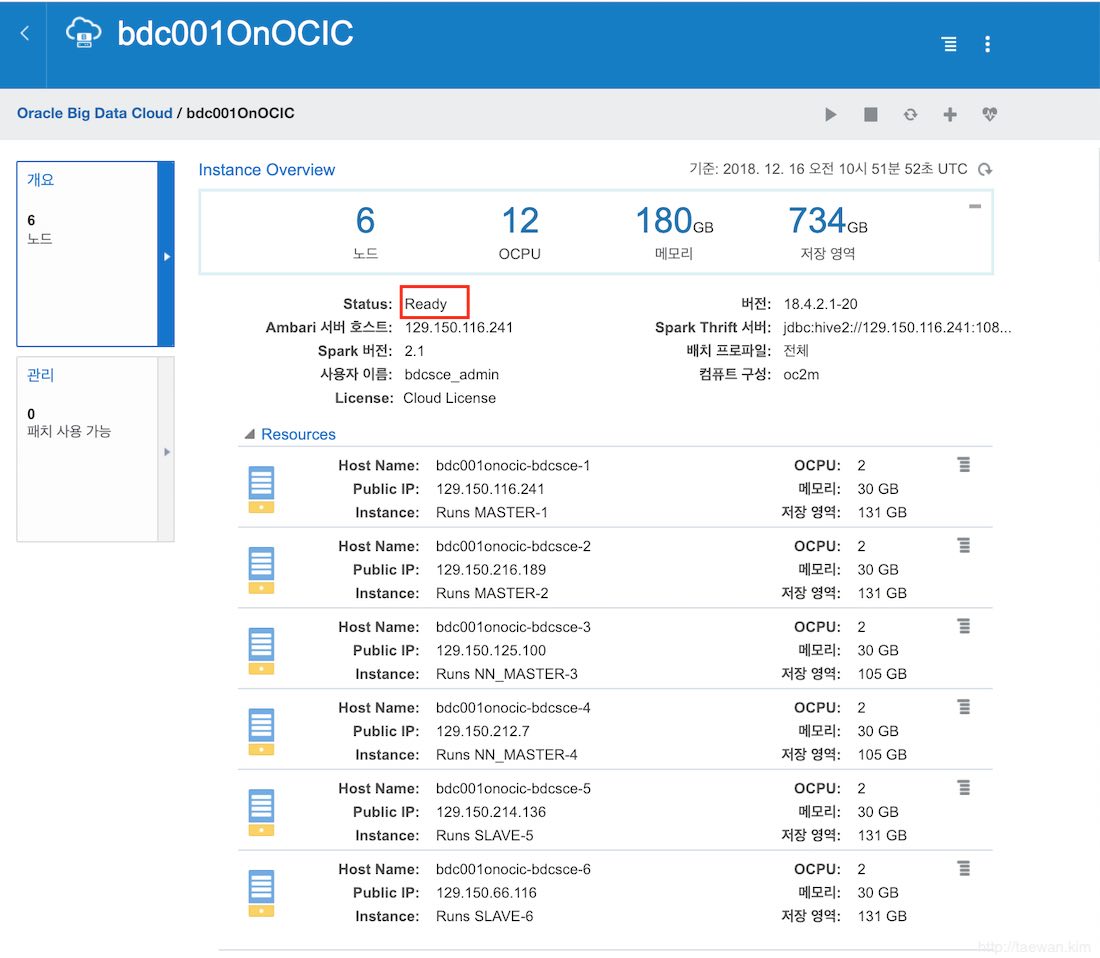 bdc001OnOCIC
Oracle Big Data Cloud / bdc001OnOCIC
개요
6
노드
관리
0
패치 사용 가능
Instance Overview
기준: 2018. 12. 16 오전 10시 51분 52초 UTC
6 12 180GB 734GB
노드 OCPU 메모리 저장 영역
Status: Ready 버전: 18.4.2.1-20
Ambari 서버 호스트: 129.150.116.241 Spark Thrift 서버: jdbc:hive2://129.150.116.241:108...
Spark 버전: 2.1 배치 프로파일: 전체
사용자 이름: bdcsce_admin 컴퓨트 구성: oc2m
License: Cloud License
Resources
Host Name: bdc001onocic-bdcsce-1 OCPU: 2
Public IP: 129.150.116.241 메모리: 30 GB
Instance: Runs MASTER-1 저장 영역: 131 GB
Host Name: bdc001onocic-bdcsce-2 OCPU: 2
Public IP: 129.150.216.189 메모리: 30 GB
Instance: Runs MASTER-2 저장 영역: 131 GB
Host Name: bdc001onocic-bdcsce-3 OCPU: 2
Public IP: 129.150.125.100 메모리: 30 GB
Instance: Runs NN_MASTER-3 저장 영역: 105 GB
Host Name: bdc001onocic-bdcsce-4 OCPU: 2
Public IP: 129.150.212.7 메모리: 30 GB
Instance: Runs NN_MASTER-4 저장 영역: 105 GB
Host Name: bdc001onocic-bdcsce-5 OCPU: 2
Public IP: 129.150.214.136 메모리: 30 GB
Instance: Runs SLAVE-5 저장 영역: 131 GB
Host Name: bdc001onocic-bdcsce-6 OCPU: 2
Public IP: 129.150.66.116 메모리: 30 GB
Instance: Runs SLAVE-6 저장 영역: 131 GB
http://taewan.kim